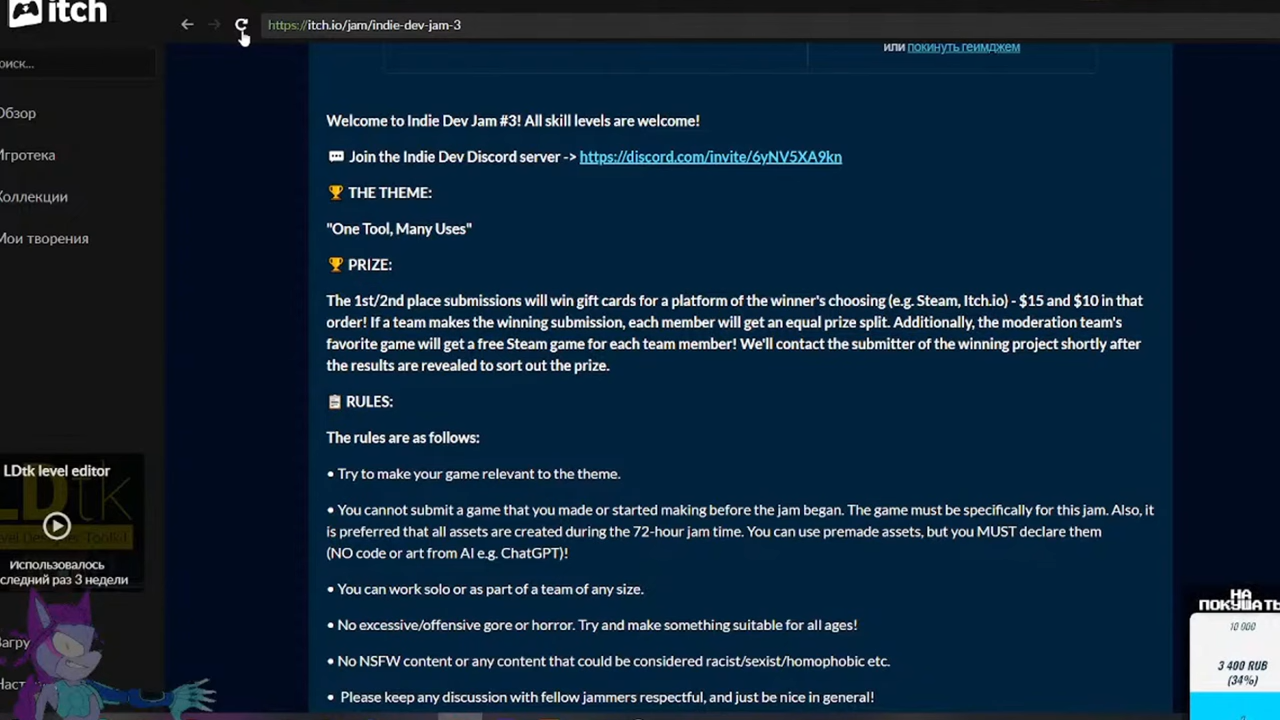 itch
https://itch.io/jam/indie-dev-jam-3
оиск...
или покинуть геймджем
Обзор
Игротека
Коллекции
Мои творения
Welcome to Indie Dev Jam #3! All skill levels are welcome!
💬 Join the Indie Dev Discord server -> https://discord.com/invite/6yNV5XA9kn
🏆 THE THEME:
"One Tool, Many Uses"
🏆 PRIZE:
The 1st/2nd place submissions will win gift cards for a platform of the winner's choosing (e.g. Steam, Itch.io) - $15 and $10 in that
order! If a team makes the winning submission, each member will get an equal prize split. Additionally, the moderation team's
favorite game will get a free Steam game for each team member! We'll contact the submitter of the winning project shortly after
the results are revealed to sort out the prize.
📋 RULES:
The rules are as follows:
• Try to make your game relevant to the theme.
• You cannot submit a game that you made or started making before the jam began. The game must be specifically for this jam. Also, it
is preferred that all assets are created during the 72-hour jam time. You can use premade assets, but you MUST declare them
(NO code or art from AI e.g. ChatGPT)!
• You can work solo or as part of a team of any size.
• No excessive/offensive gore or horror. Try and make something suitable for all ages!
• No NSFW content or any content that could be considered racist/sexist/homophobic etc.
• Please keep any discussion with fellow jammers respectful, and just be nice in general!
LDtk level editor
LDtk
Использовалось
следний раз 3 недели
Загру
Наст
НА
ПОКУШАТЬ
10 000
3 400 RUB
(34%)